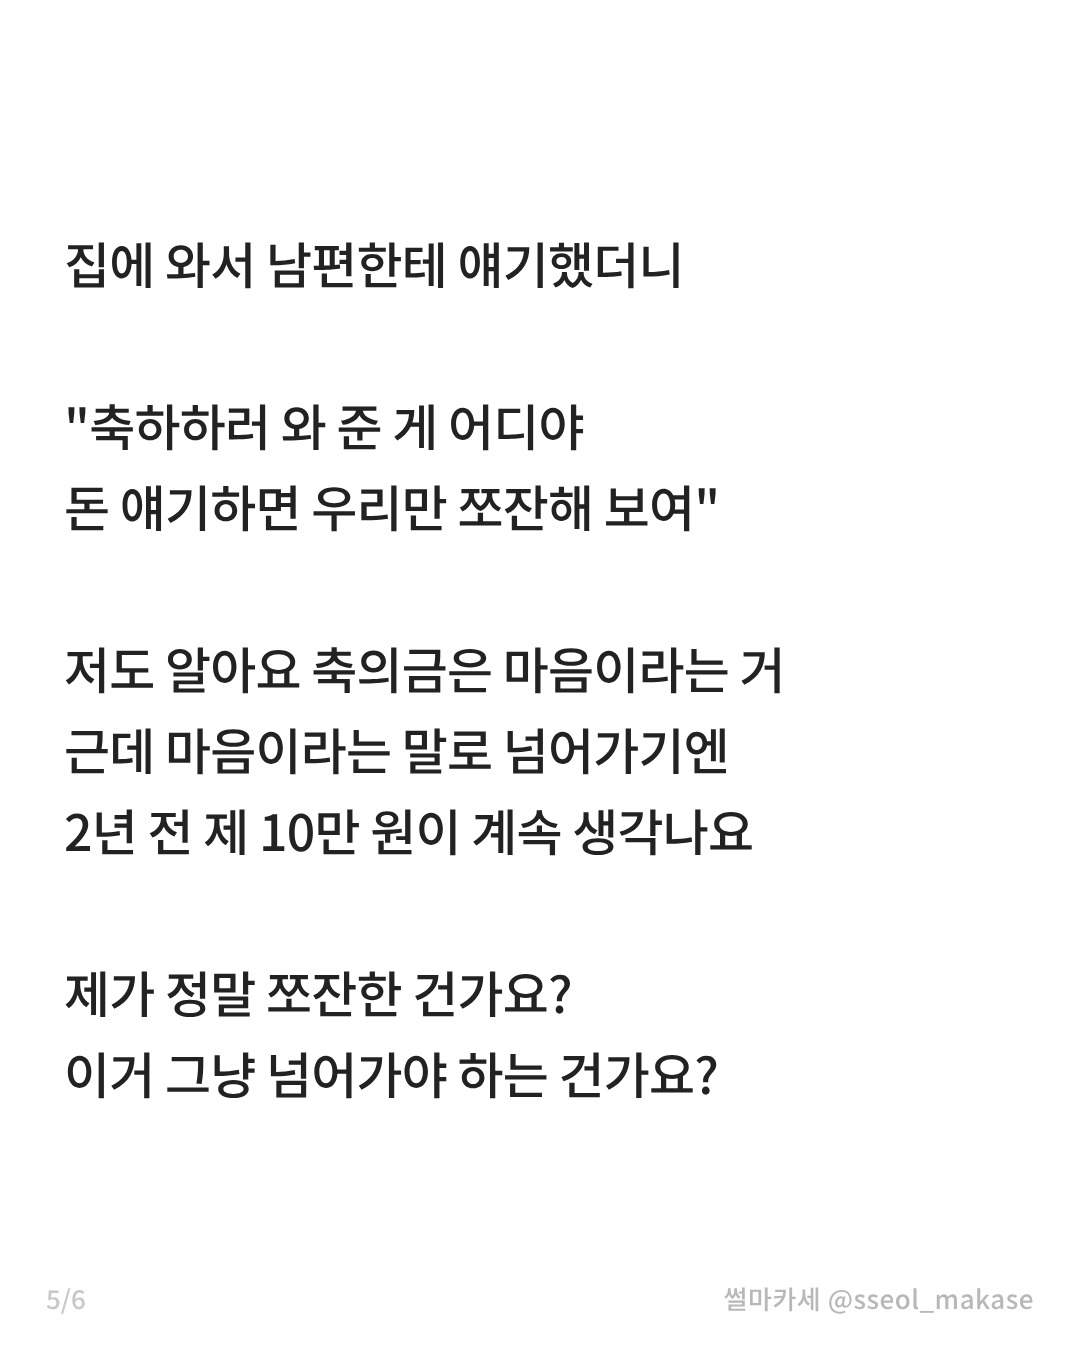 집에 와서 남편한테 얘기했더니
"축하하러 와 준 게 어디야
돈 얘기하면 우리만 쪼잔해 보여"
저도 알아요 축의금은 마음이라는 거
근데 마음이라는 말로 넘어가기엔
2년 전 제 10만 원이 계속 생각나요
제가 정말 쪼잔한 건가요?
이거 그냥 넘어가야 하는 건가요?
5/6
썰마카세 @sseol_makase